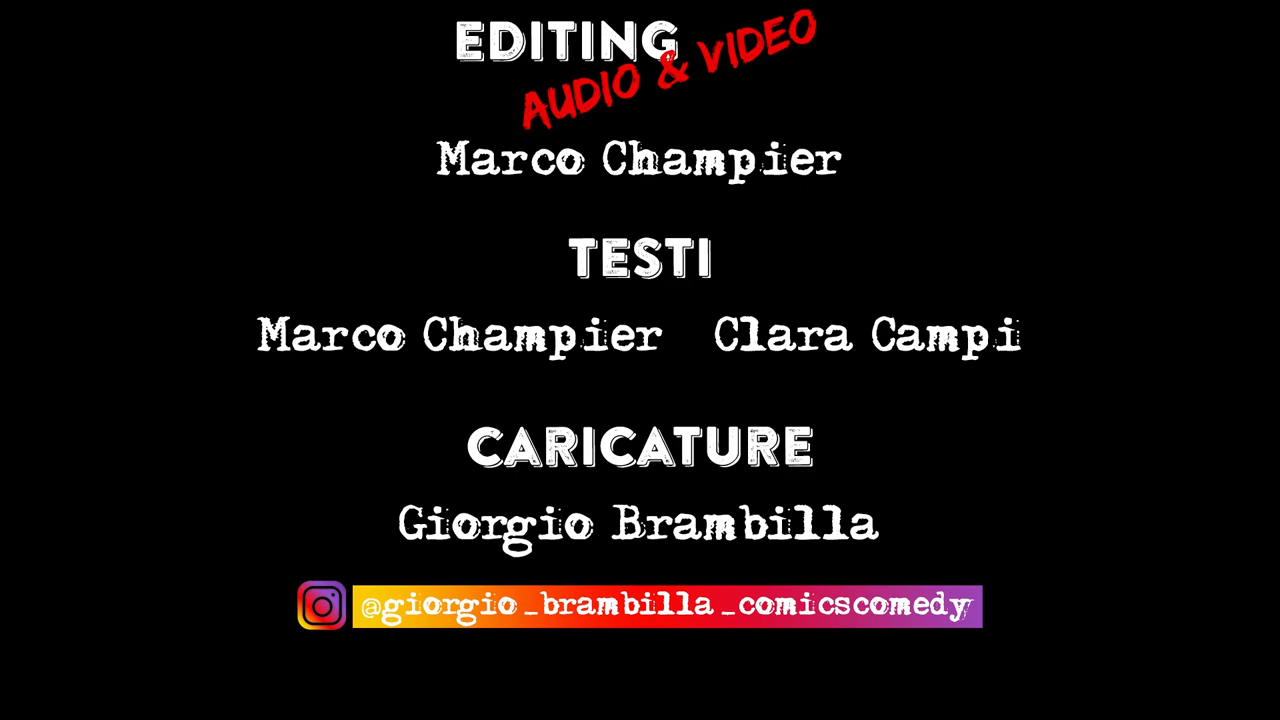 EDITING
AUDIO & VIDEO
Marco Champier
TESTI
Marco Champier Clara Campi
CARICATURE
Giorgio Brambilla
@giorgio_brambilla_comicscomedy